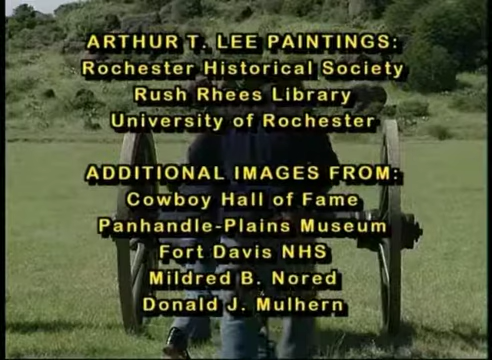 ARTHUR T. LEE PAINTINGS:
Rochester Historical Society
Rush Rhees Library
University of Rochester
ADDITIONAL IMAGES FROM:
Cowboy Hall of Fame
Panhandle-Plains Museum
Fort Davis NHS
Mildred B. Nored
Donald J. Mulhern